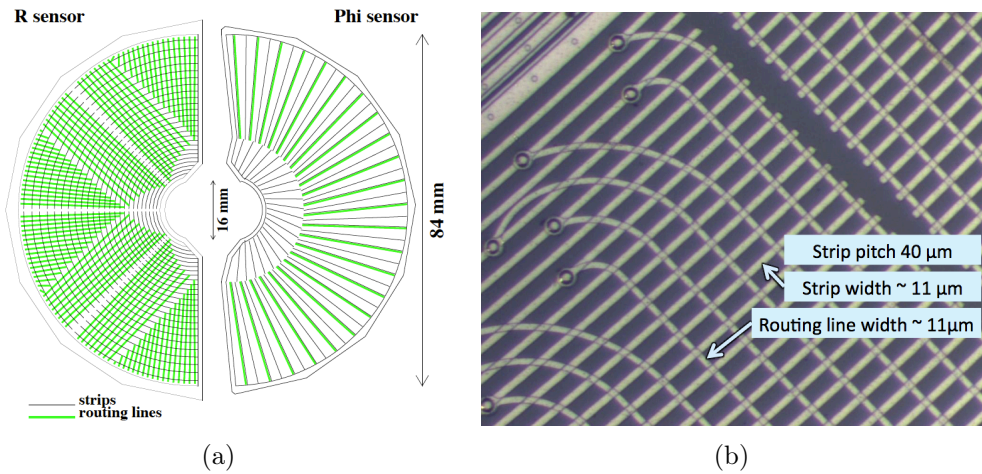 R sensor
Phi sensor
16 mm
84 mm
strips
routing lines
(a)
Strip pitch 40 μm
Strip width ~ 11 μm
Routing line width ~ 11μm
(b)